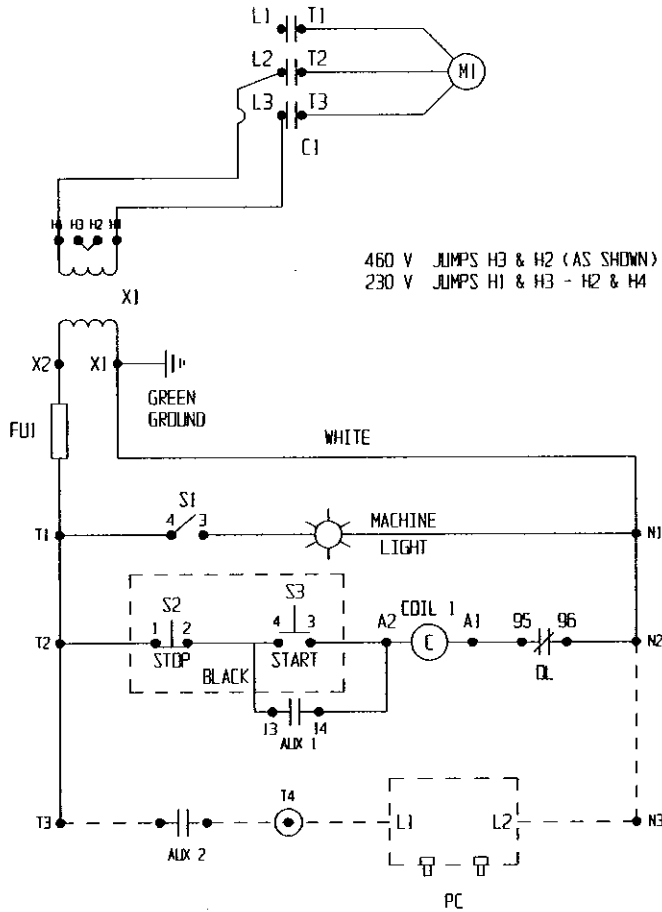 L1 T1
L2 T2
M1
L3 T3
C1
H3 H2
460 V JUMPS H3 & H2 (AS SHOWN)
230 V JUMPS H1 & H3 - H2 & H4
X1
X2 X1
GREEN
GROUND
FU1
WHITE
S1
4 3
MACHINE
LIGHT
T1
N1
S2 S3
1 2 4 3
STOP START
BLACK
T2
A2 COIL 1 A1 95 96
C
OL
N2
13 14
AUX 1
T3
AUX 2
T4
L1 L2
N3
PC